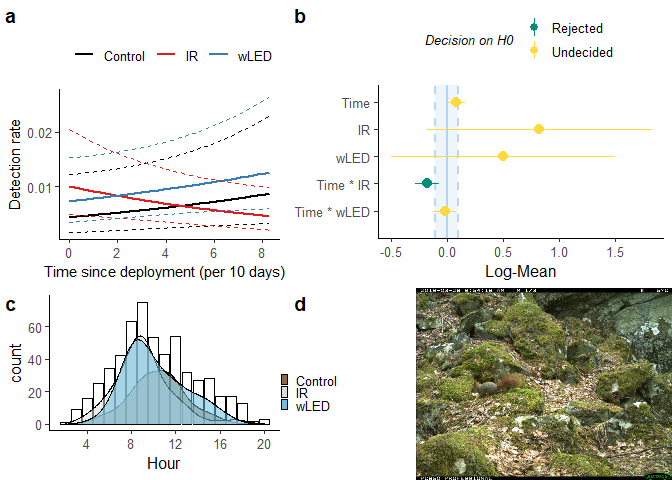 a
Control IR wLED
Detection rate
0.02
0.01
0 2 4 6 8
Time since deployment (per 10 days)
b
Decision on H0
Rejected
Undecided
Time
IR
wLED
Time * IR
Time * wLED
-0.5 0.0 0.5 1.0 1.5
Log-Mean
c
count
60
40
20
0
4 8 12 16 20
Hour
Control
IR
wLED
d